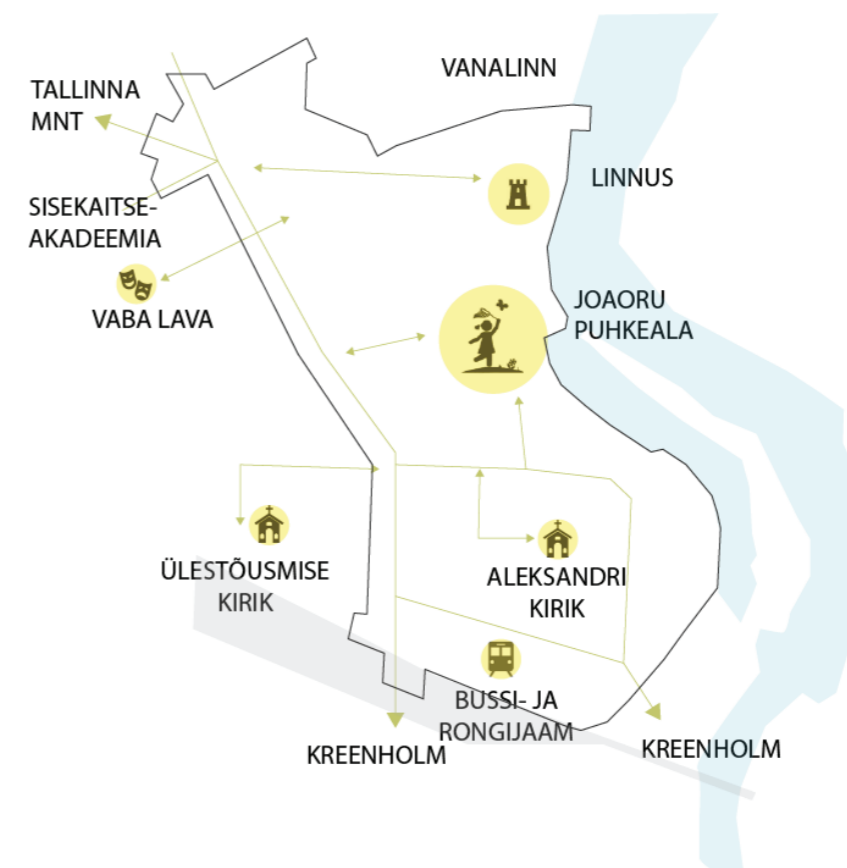 VANALINN
TALLINNA
MNT
LINNUS
SISEKAITSE-
AKADEEMIA
VABA LAVA
JOAORU
PUHKEALA
ÜLESTÕUSMISE
KIRIK
ALEKSANDRI
KIRIK
BUSSI- JA
RONGIJAAM
KREENHOLM
KREENHOLM